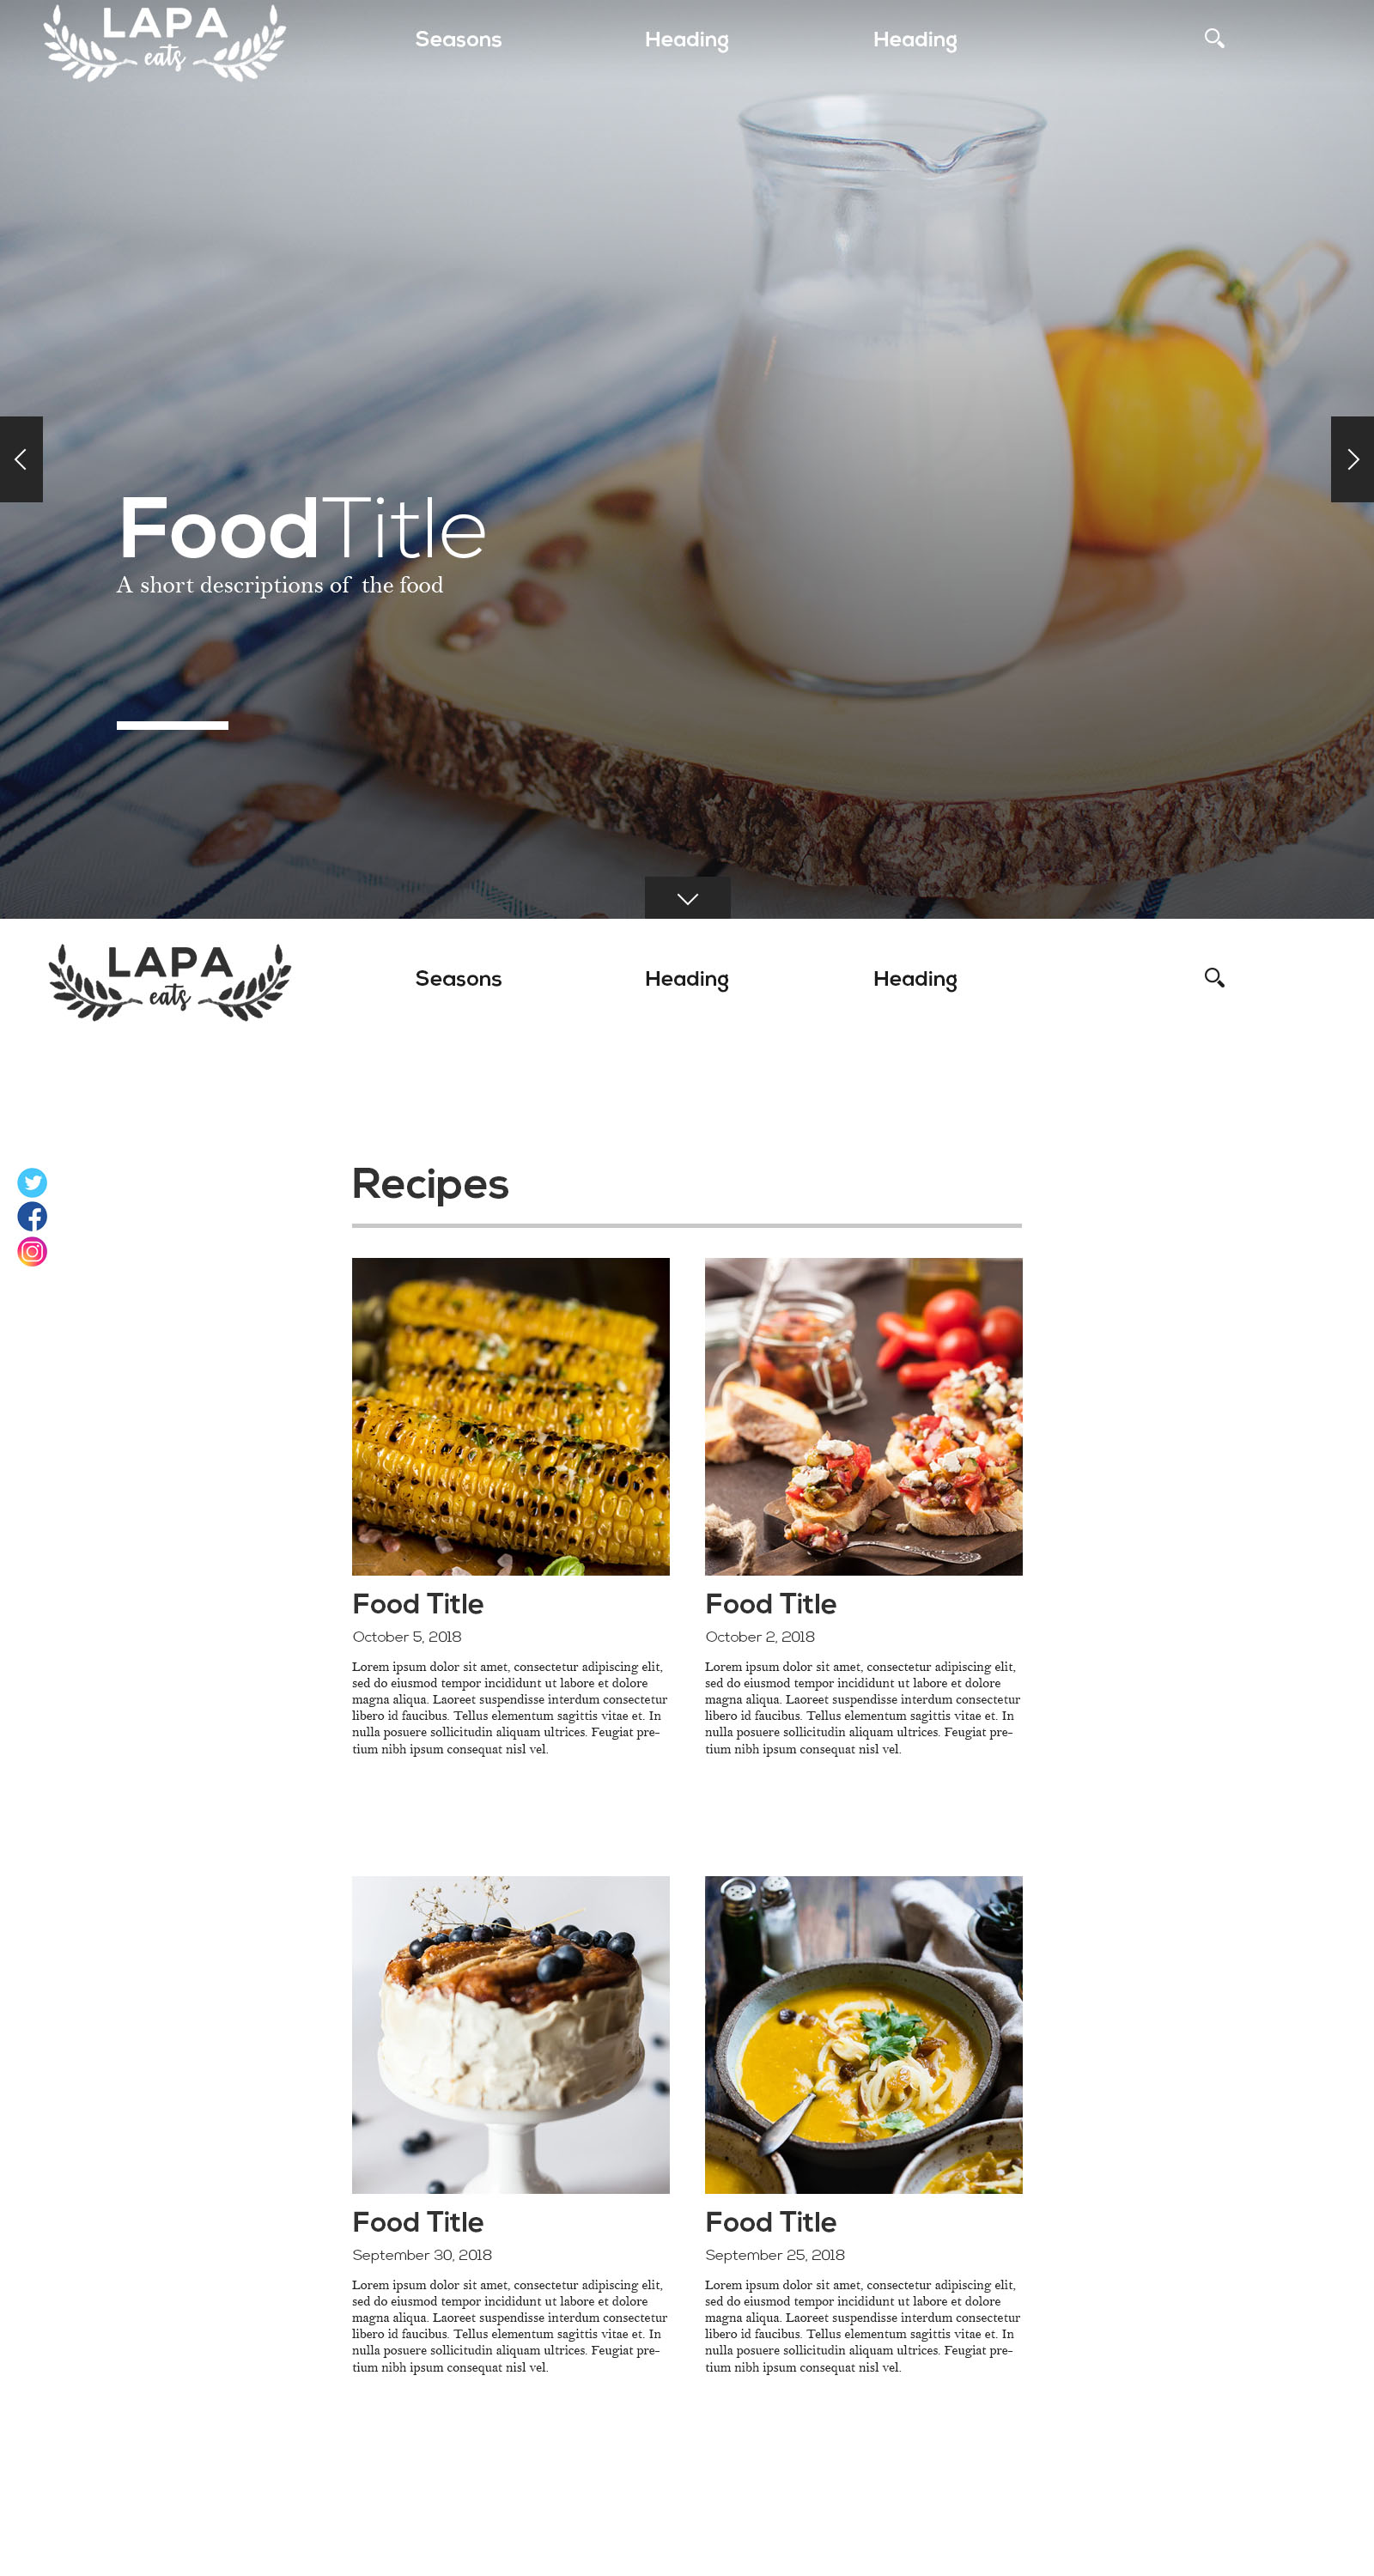 LAPA
eats
Seasons Heading Heading
FoodTitle
A short descriptions of the food
LAPA
eats
Seasons Heading Heading
Recipes
Food Title
October 5, 2018
Lorem ipsum dolor sit amet, consectetur adipiscing elit,
sed do eiusmod tempor incididunt ut labore et dolore
magna aliqua. Laoreet suspendisse interdum consectetur
libero id faucibus. Tellus elementum sagittis vitae et. In
nulla posuere sollicitudin aliquam ultrices. Feugiat pre-
tium nibh ipsum consequat nisl vel.
Food Title
October 2, 2018
Lorem ipsum dolor sit amet, consectetur adipiscing elit,
sed do eiusmod tempor incididunt ut labore et dolore
magna aliqua. Laoreet suspendisse interdum consectetur
libero id faucibus. Tellus elementum sagittis vitae et. In
nulla posuere sollicitudin aliquam ultrices. Feugiat pre-
tium nibh ipsum consequat nisl vel.
Food Title
September 30, 2018
Lorem ipsum dolor sit amet, consectetur adipiscing elit,
sed do eiusmod tempor incididunt ut labore et dolore
magna aliqua. Laoreet suspendisse interdum consectetur
libero id faucibus. Tellus elementum sagittis vitae et. In
nulla posuere sollicitudin aliquam ultrices. Feugiat pre-
tium nibh ipsum consequat nisl vel.
Food Title
September 25, 2018
Lorem ipsum dolor sit amet, consectetur adipiscing elit,
sed do eiusmod tempor incididunt ut labore et dolore
magna aliqua. Laoreet suspendisse interdum consectetur
libero id faucibus. Tellus elementum sagittis vitae et. In
nulla posuere sollicitudin aliquam ultrices. Feugiat pre-
tium nibh ipsum consequat nisl vel.